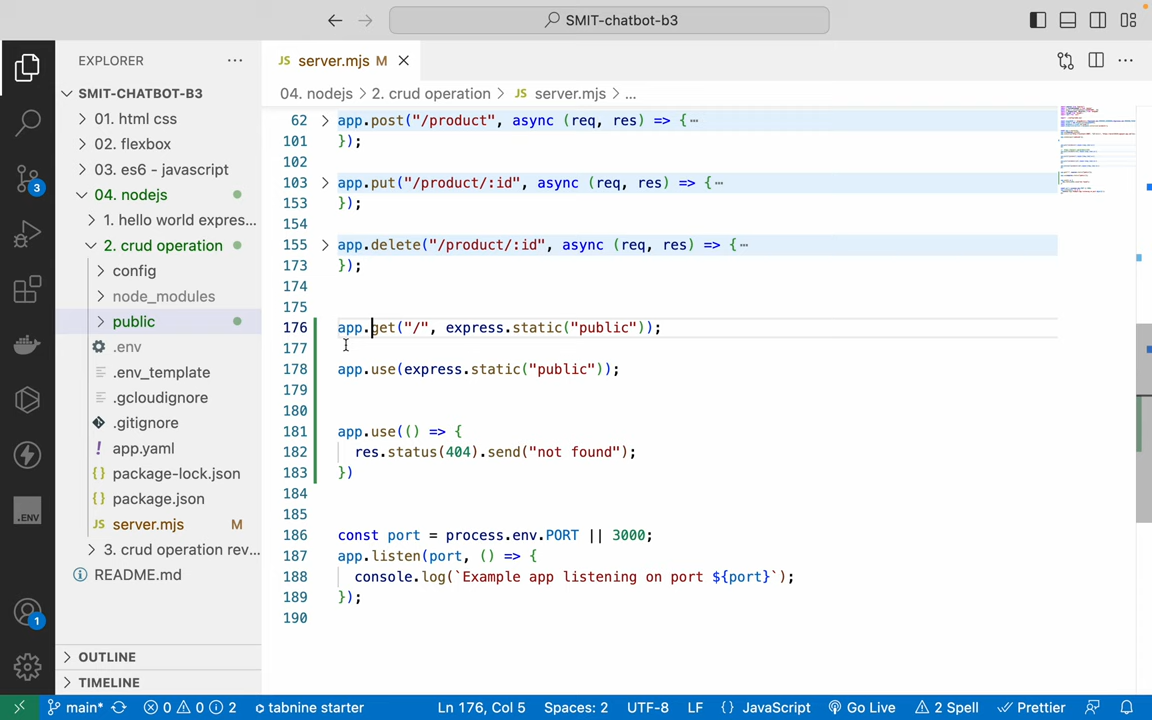 SMIT-chatbot-b3
EXPLORER
JS server.mjs M
SMIT-CHATBOT-B3
04. nodejs > 2. crud operation > JS server.mjs > ...
01. html css
02. flexbox
03. es6 - javascript
04. nodejs
1. hello world expres...
2. crud operation
config
node_modules
public
.env
.env_template
.gcloudignore
.gitignore
! app.yaml
{} package-lock.json
{} package.json
JS server.mjs M
3. crud operation rev...
README.md
OUTLINE
TIMELINE
3
.ENV
1
62 app.post("/product", async (req, res) => {⋯
101 });
102
103 app.put("/product/:id", async (req, res) => {⋯
153 });
154
155 app.delete("/product/:id", async (req, res) => {⋯
173 });
174
175
176 app.get("/", express.static("public"));
177
178 app.use(express.static("public"));
179
180
181 app.use(() => {
182 res.status(404).send("not found");
183 })
184
185
186 const port = process.env.PORT || 3000;
187 app.listen(port, () => {
188 console.log(`Example app listening on port ${port}`);
189 });
190
main* 0 0 2 tabnine starter Ln 176, Col 5 Spaces: 2 UTF-8 LF {} JavaScript Go Live 2 Spell Prettier